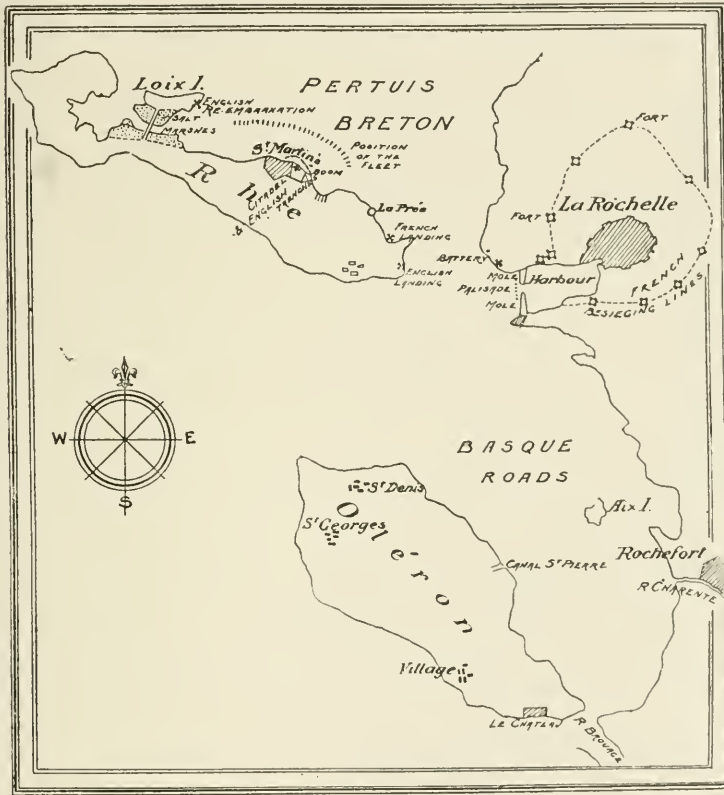 PERTUIS
BRETON
Loix I.
ENGLISH
RE-EMBARKATION
SALT
MARSHES
POSITION
OF THE
FLEET
St Martins
BOOM
CITADEL
ENGLISH
TRENCHES
Rhe
La Prée
FRENCH
LANDING
ENGLISH
LANDING
FORT
FORT
La Rochelle
BATTERY
MOLE
PALISADE
MOLE
Harbour
FRENCH
BESIEGING LINES
W
E
S
BASQUE
ROADS
St Denis
St Georges
Oléron
Aix I.
Rochefort
R CHARENTE
CANAL ST PIERRE
Village
LE CHATEAU
R BROUAGE